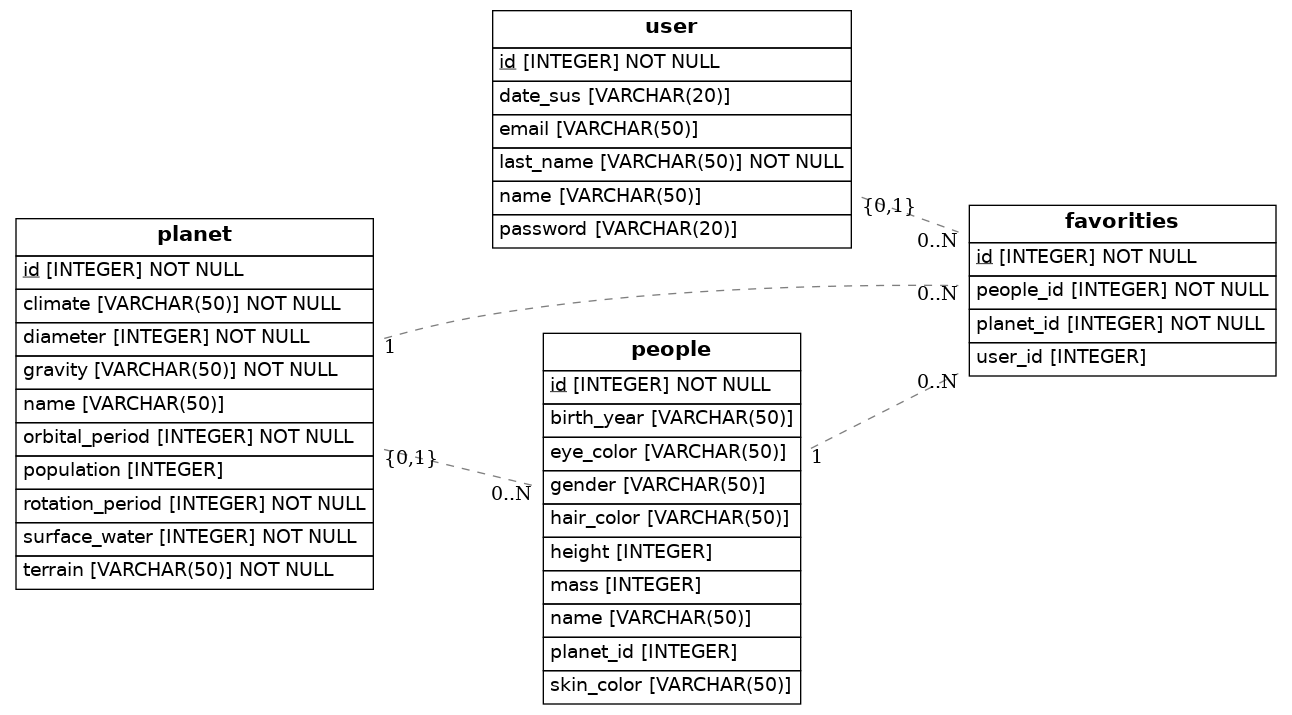 user
id [INTEGER] NOT NULL
date_sus [VARCHAR(20)]
email [VARCHAR(50)]
last_name [VARCHAR(50)] NOT NULL
name [VARCHAR(50)]
password [VARCHAR(20)]
{0,1}
0..N
favorities
id [INTEGER] NOT NULL
people_id [INTEGER] NOT NULL
planet_id [INTEGER] NOT NULL
user_id [INTEGER]
0..N
0..N
planet
id [INTEGER] NOT NULL
climate [VARCHAR(50)] NOT NULL
diameter [INTEGER] NOT NULL
gravity [VARCHAR(50)] NOT NULL
name [VARCHAR(50)]
orbital_period [INTEGER] NOT NULL
population [INTEGER]
rotation_period [INTEGER] NOT NULL
surface_water [INTEGER] NOT NULL
terrain [VARCHAR(50)] NOT NULL
1
{0,1}
0..N
people
id [INTEGER] NOT NULL
birth_year [VARCHAR(50)]
eye_color [VARCHAR(50)]
gender [VARCHAR(50)]
hair_color [VARCHAR(50)]
height [INTEGER]
mass [INTEGER]
name [VARCHAR(50)]
planet_id [INTEGER]
skin_color [VARCHAR(50)]
1